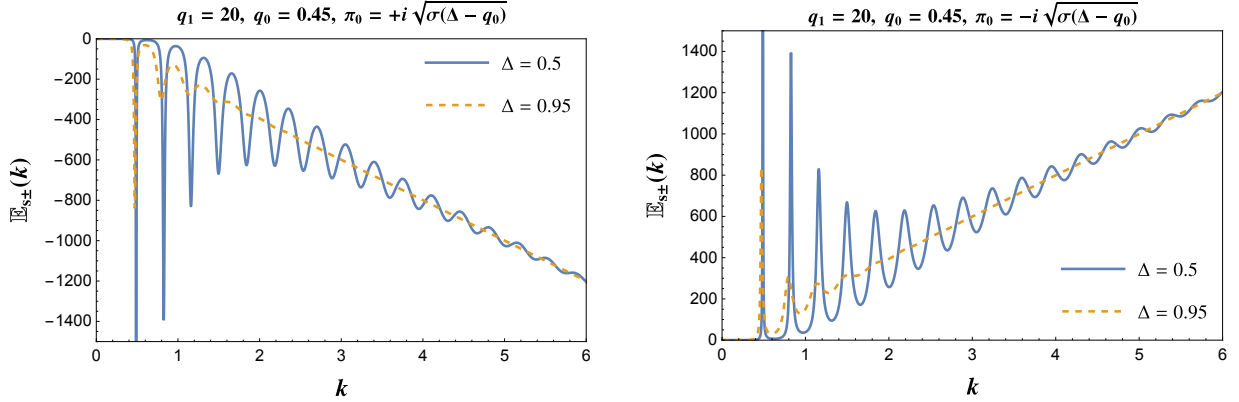 q₁ = 20, q₀ = 0.45, π₀ = +i √σ(Δ − q₀)
0
−200
−400
−600
−800
−1000
−1200
−1400
𝔼s±(k)
Δ = 0.5
Δ = 0.95
0 1 2 3 4 5 6
k
q₁ = 20, q₀ = 0.45, π₀ = −i √σ(Δ − q₀)
1400
1200
1000
800
600
400
200
0
𝔼s±(k)
Δ = 0.5
Δ = 0.95
0 1 2 3 4 5 6
k